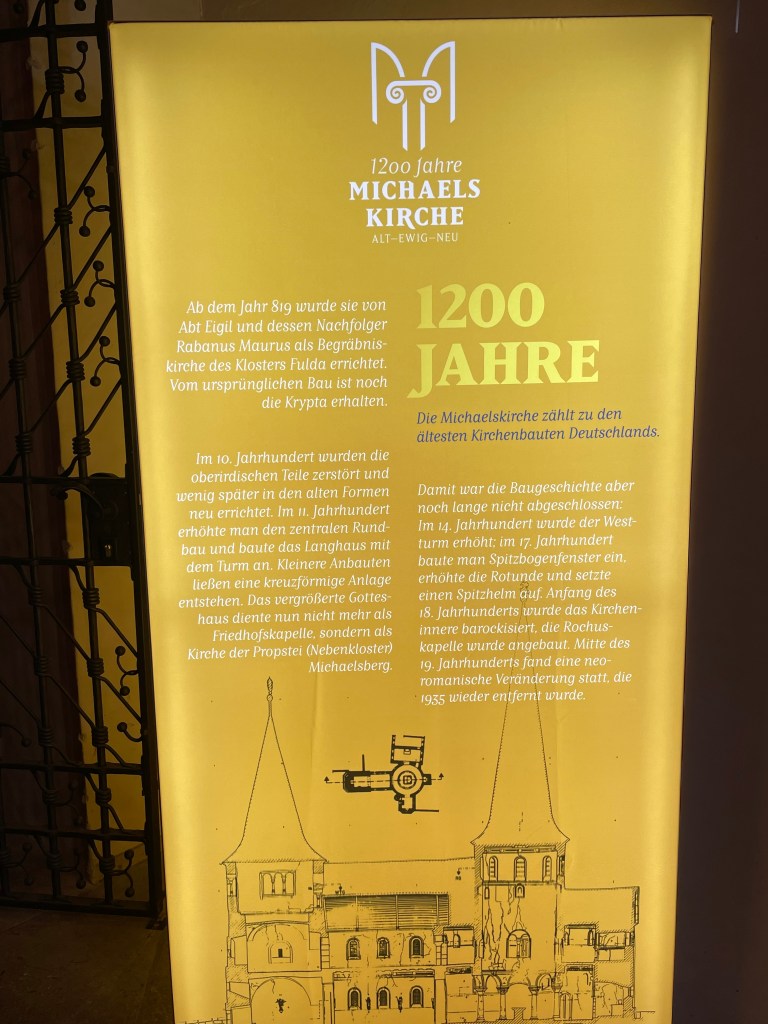 1200 Jahre
MICHAELS
KIRCHE
ALT–EWIG–NEU
1200
JAHRE
Die Michaelskirche zählt zu den
ältesten Kirchenbauten Deutschlands.
Ab dem Jahr 819 wurde sie von
Abt Eigil und dessen Nachfolger
Rabanus Maurus als Begräbnis-
kirche des Klosters Fulda errichtet.
Vom ursprünglichen Bau ist noch
die Krypta erhalten.
Im 10. Jahrhundert wurden die
oberirdischen Teile zerstört und
wenig später in den alten Formen
neu errichtet. Im 11. Jahrhundert
erhöhte man den zentralen Rund-
bau und baute das Langhaus mit
dem Turm an. Kleinere Anbauten
ließen eine kreuzförmige Anlage
entstehen. Das vergrößerte Gottes-
haus diente nun nicht mehr als
Friedhofskapelle, sondern als
Kirche der Propstei (Nebenkloster)
Michaelsberg.
Damit war die Baugeschichte aber
noch lange nicht abgeschlossen:
Im 14. Jahrhundert wurde der West-
turm erhöht; im 17. Jahrhundert
baute man Spitzbogenfenster ein,
erhöhte die Rotunde und setzte
einen Spitzhelm auf. Anfang des
18. Jahrhunderts wurde das Kirchen-
innere barockisiert, die Rochus-
kapelle wurde angebaut. Mitte des
19. Jahrhunderts fand eine neo-
romanische Veränderung statt, die
1935 wieder entfernt wurde.